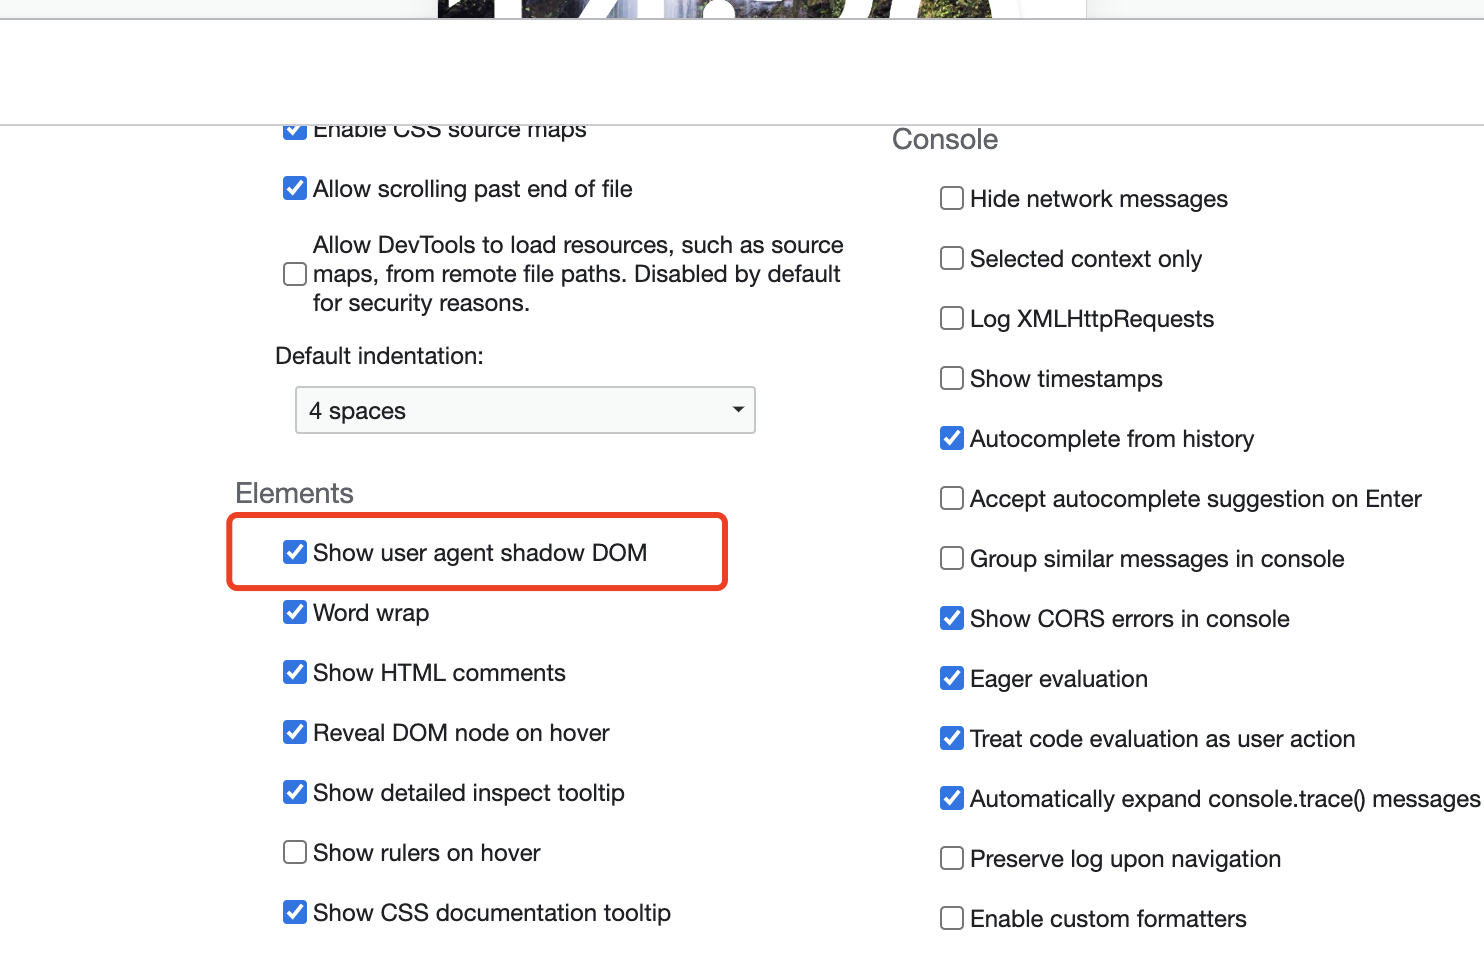 Enable CSS source maps
Allow scrolling past end of file
Allow DevTools to load resources, such as source
maps, from remote file paths. Disabled by default
for security reasons.
Default indentation:
4 spaces
Elements
Show user agent shadow DOM
Word wrap
Show HTML comments
Reveal DOM node on hover
Show detailed inspect tooltip
Show rulers on hover
Show CSS documentation tooltip
Console
Hide network messages
Selected context only
Log XMLHttpRequests
Show timestamps
Autocomplete from history
Accept autocomplete suggestion on Enter
Group similar messages in console
Show CORS errors in console
Eager evaluation
Treat code evaluation as user action
Automatically expand console.trace() messages
Preserve log upon navigation
Enable custom formatters